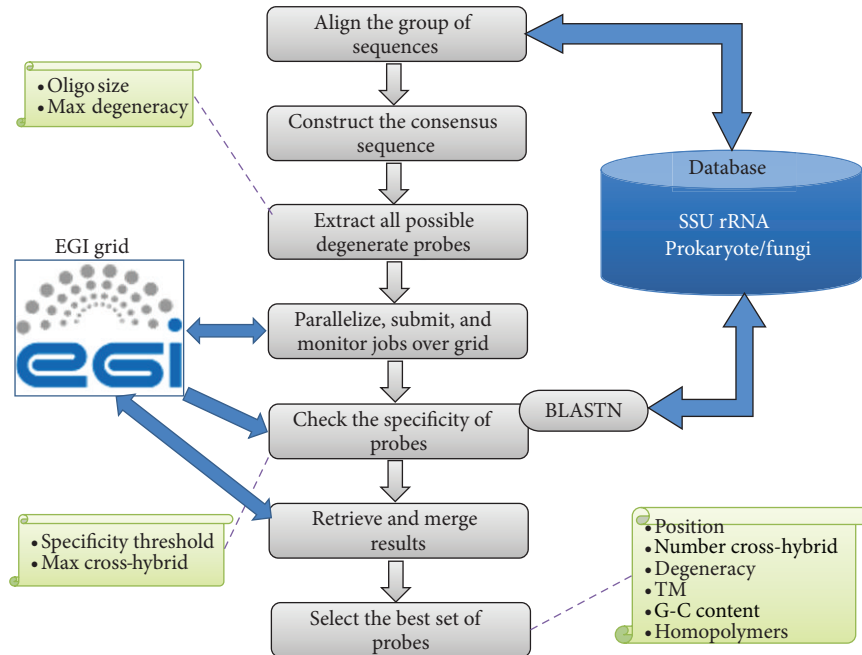 Align the group of
sequences
• Oligo size
• Max degeneracy
Construct the consensus
sequence
Database
SSU rRNA
Prokaryote/fungi
Extract all possible
degenerate probes
EGI grid
egi
Parallelize, submit, and
monitor jobs over grid
Check the specificity of
probes
BLASTN
• Specificity threshold
• Max cross-hybrid
Retrieve and merge
results
• Position
• Number cross-hybrid
• Degeneracy
• TM
• G-C content
• Homopolymers
Select the best set of
probes